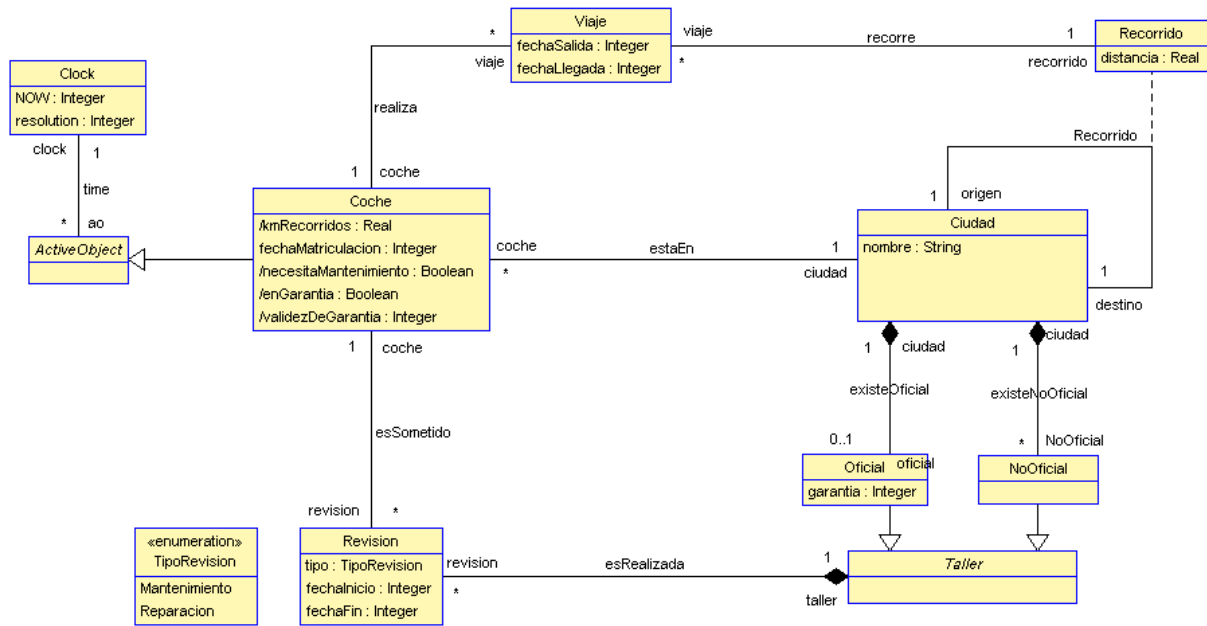 Viaje
fechaSalida : Integer
fechaLlegada : Integer
*
viaje
viaje
*
recorre
1
recorrido
Recorrido
distancia : Real
Clock
NOW : Integer
resolution : Integer
clock
1
time
*
ao
ActiveObject
realiza
1
coche
Coche
/kmRecorridos : Real
fechaMatriculacion : Integer
/necesitaMantenimiento : Boolean
/enGarantia : Boolean
/validezDeGarantia : Integer
coche
*
estaEn
1
ciudad
Recorrido
1
origen
Ciudad
nombre : String
1
destino
1
coche
esSometido
revision
*
1
ciudad
existeOficial
0..1
oficial
1
ciudad
existeNoOficial
*
NoOficial
Oficial
garantia : Integer
NoOficial
«enumeration»
TipoRevision
Mantenimiento
Reparacion
Revision
tipo : TipoRevision
fechaInicio : Integer
fechaFin : Integer
revision
*
esRealizada
1
taller
Taller